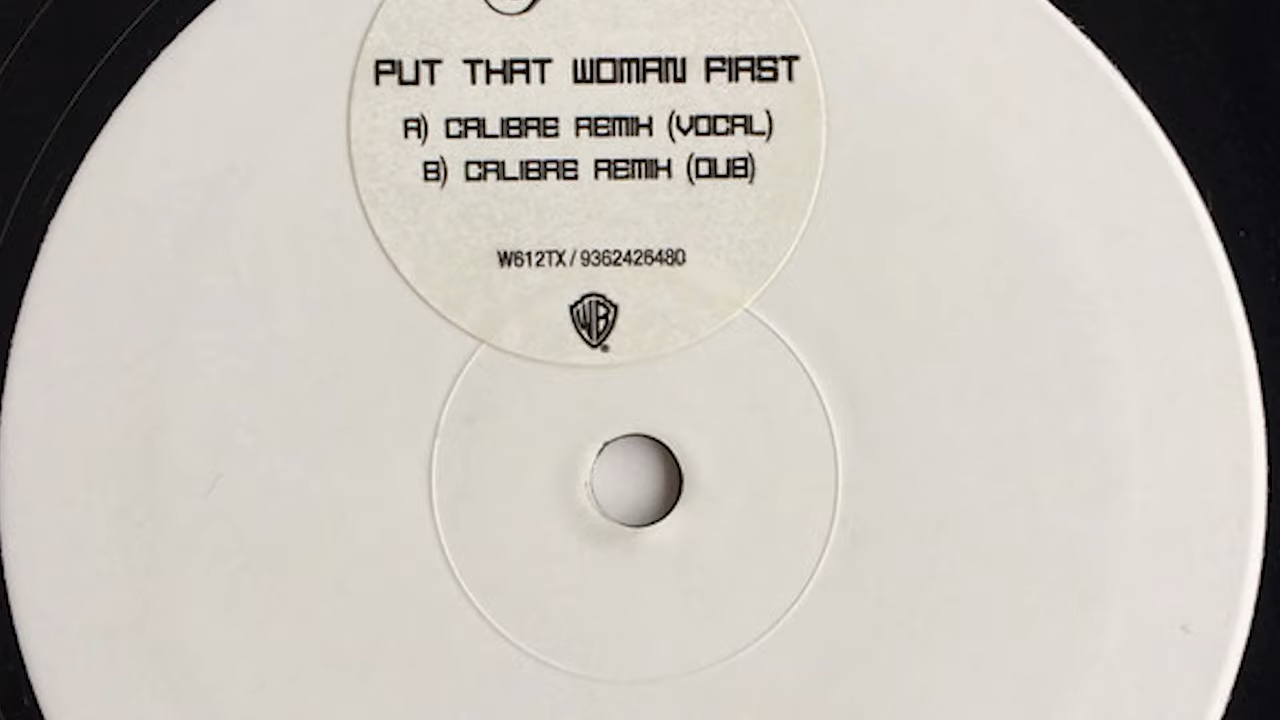 PUT THAT WOMAN FIRST
A) CALIBRE REMIX (VOCAL)
B) CALIBRE REMIX (DUB)
W612TX / 9362426480
WB